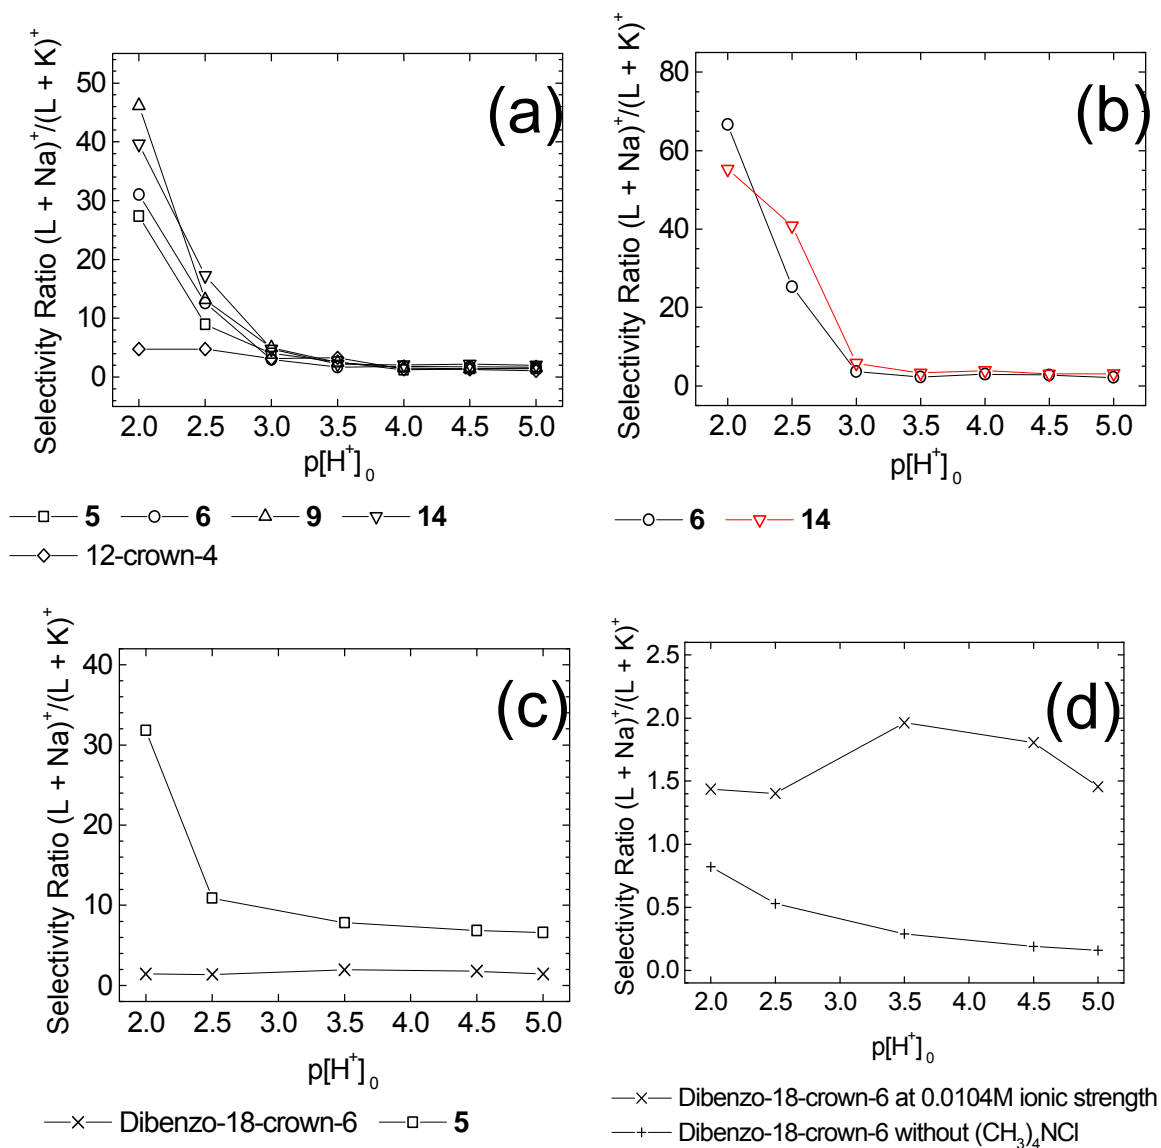 (a)
Selectivity Ratio (L + Na)⁺/(L + K)⁺
50
40
30
20
10
0
2.0 2.5 3.0 3.5 4.0 4.5 5.0
p[H⁺]₀
5 6 9 14
12-crown-4
(b)
Selectivity Ratio (L + Na)⁺/(L + K)⁺
80
60
40
20
0
2.0 2.5 3.0 3.5 4.0 4.5 5.0
p[H⁺]₀
6 14
(c)
Selectivity Ratio (L + Na)⁺/(L + K)⁺
40
30
20
10
0
2.0 2.5 3.0 3.5 4.0 4.5 5.0
p[H⁺]₀
Dibenzo-18-crown-6 5
(d)
Selectivity Ratio (L + Na)⁺/(L + K)⁺
2.5
2.0
1.5
1.0
0.5
0.0
2.0 2.5 3.0 3.5 4.0 4.5 5.0
p[H⁺]₀
Dibenzo-18-crown-6 at 0.0104M ionic strength
Dibenzo-18-crown-6 without (CH₃)₄NCl